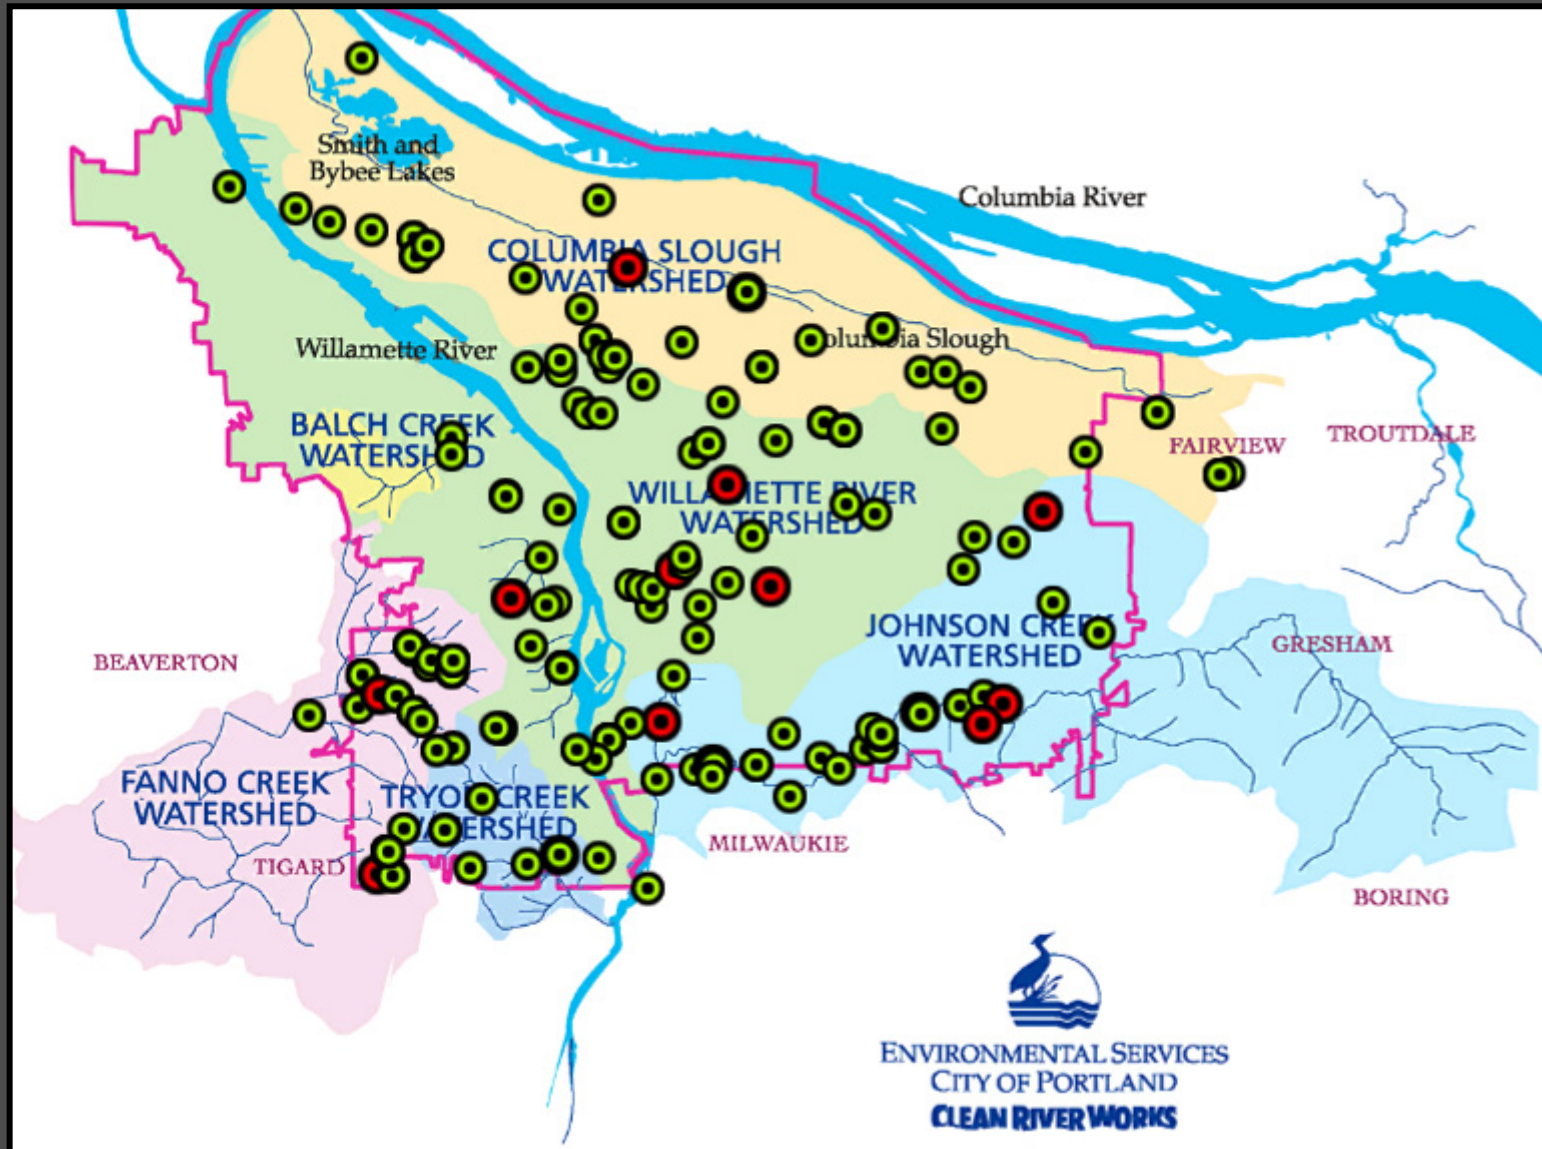 Smith and
Bybee Lakes
Columbia River
COLUMBIA SLOUGH
WATERSHED
Columbia Slough
Willamette River
BALCH CREEK
WATERSHED
FAIRVIEW
TROUTDALE
WILLAMETTE RIVER
WATERSHED
JOHNSON CREEK
WATERSHED
GRESHAM
BEAVERTON
FANNO CREEK
WATERSHED
TRYON CREEK
WATERSHED
TIGARD
MILWAUKIE
BORING
ENVIRONMENTAL SERVICES
CITY OF PORTLAND
CLEAN RIVER WORKS